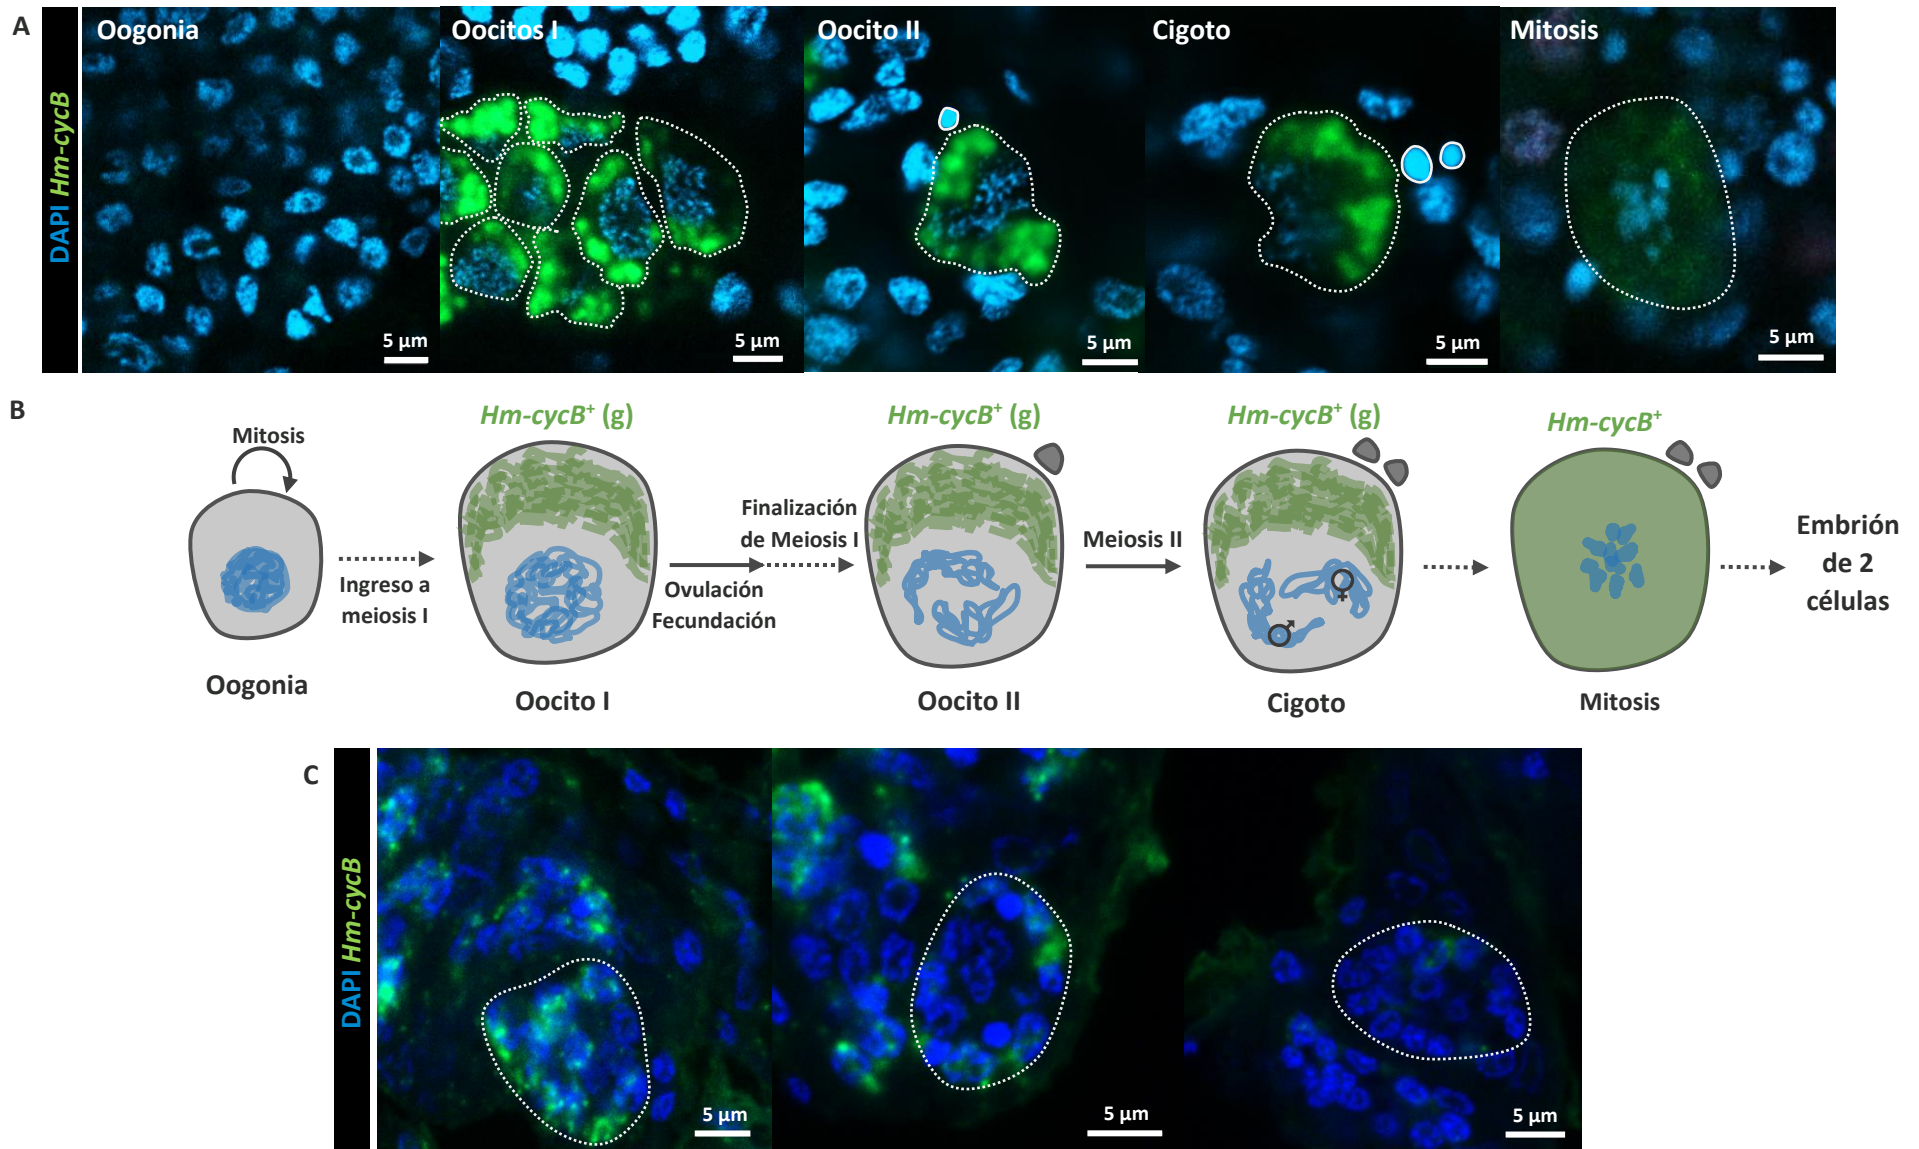 A
DAPI Hm-cycB
Oogonia
5 µm
Oocitos I
5 µm
Oocito II
5 µm
Cigoto
5 µm
Mitosis
5 µm
B
Mitosis
Oogonia
Ingreso a
meiosis I
Hm-cycB+ (g)
Oocito I
Ovulación
Fecundación
Finalización
de Meiosis I
Hm-cycB+ (g)
Oocito II
Meiosis II
Hm-cycB+ (g)
♀
♂
Cigoto
Hm-cycB+
Mitosis
Embrión
de 2
células
C
DAPI Hm-cycB
5 µm
5 µm
5 µm